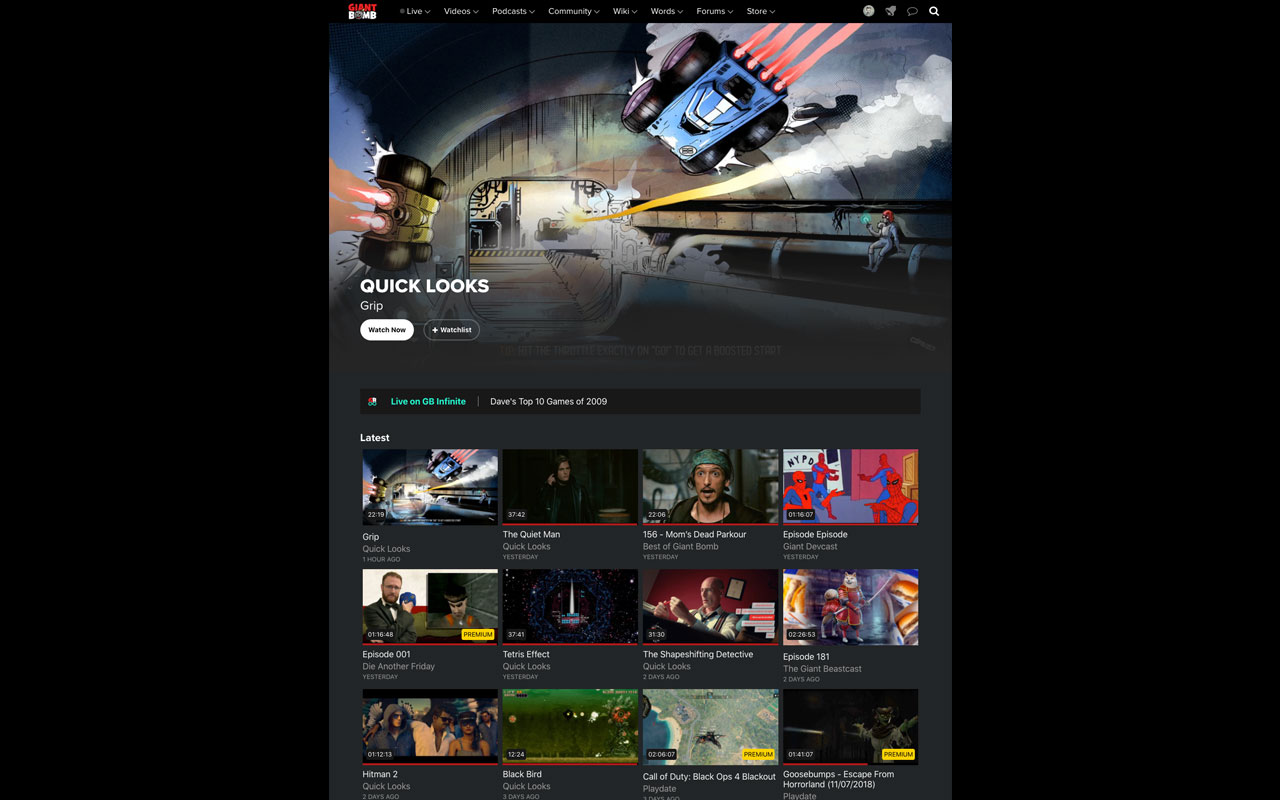 GIANT BOMB
Live
Videos
Podcasts
Community
Wiki
Words
Forums
Store
QUICK LOOKS
Grip
Watch Now
+ Watchlist
TIP: HIT THE THROTTLE EXACTLY ON "GO!" TO GET A BOOSTED START
Live on GB Infinite | Dave's Top 10 Games of 2009
Latest
22:19
Grip
Quick Looks
1 HOUR AGO
37:42
The Quiet Man
Quick Looks
YESTERDAY
22:06
156 - Mom's Dead Parkour
Best of Giant Bomb
YESTERDAY
NYPD
01:16:07
Episode Episode
Giant Devcast
YESTERDAY
01:16:48
PREMIUM
Episode 001
Die Another Friday
YESTERDAY
37:41
Tetris Effect
Quick Looks
YESTERDAY
31:30
The Shapeshifting Detective
Quick Looks
2 DAYS AGO
02:26:53
Episode 181
The Giant Beastcast
2 DAYS AGO
01:12:13
Hitman 2
Quick Looks
2 DAYS AGO
12:24
Black Bird
Quick Looks
3 DAYS AGO
02:06:07
PREMIUM
Call of Duty: Black Ops 4 Blackout
Playdate
3 DAYS AGO
01:41:07
PREMIUM
Goosebumps - Escape From
Horrorland (11/07/2018)
Playdate